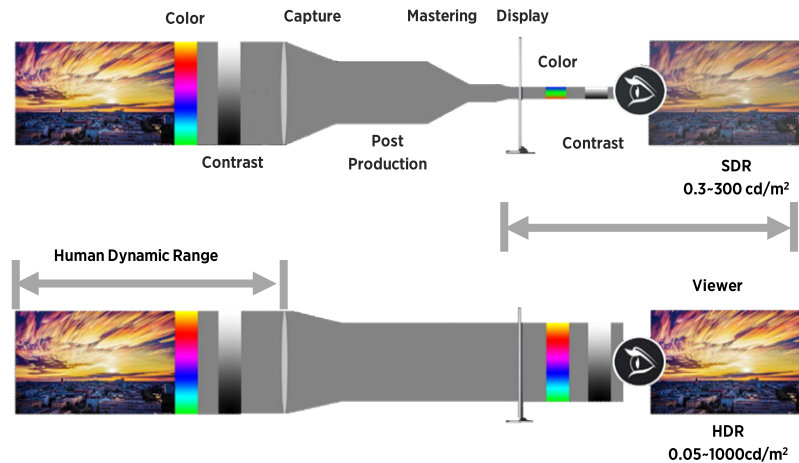 Color
Capture
Mastering
Display
Color
Contrast
Post
Production
Contrast
SDR
0.3~300 cd/m²
Human Dynamic Range
Viewer
HDR
0.05~1000cd/m²